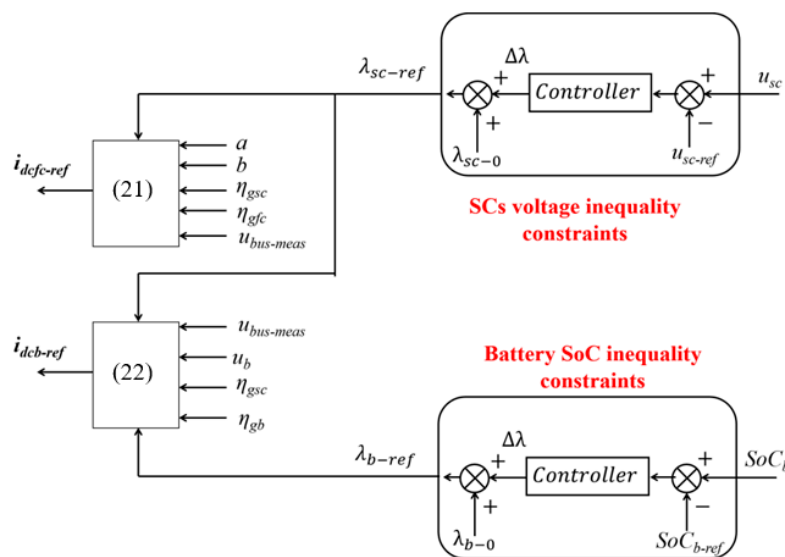 λsc−ref
Δλ
+
Controller
+
usc
+
−
λsc−0
usc-ref
SCs voltage inequality
constraints
idcfc-ref
(21)
a
b
ηgsc
ηgfc
ubus-meas
idcb-ref
(22)
ubus-meas
ub
ηgsc
ηgb
Battery SoC inequality
constraints
λb−ref
Δλ
+
Controller
+
+
−
λb−0
SoCb-ref